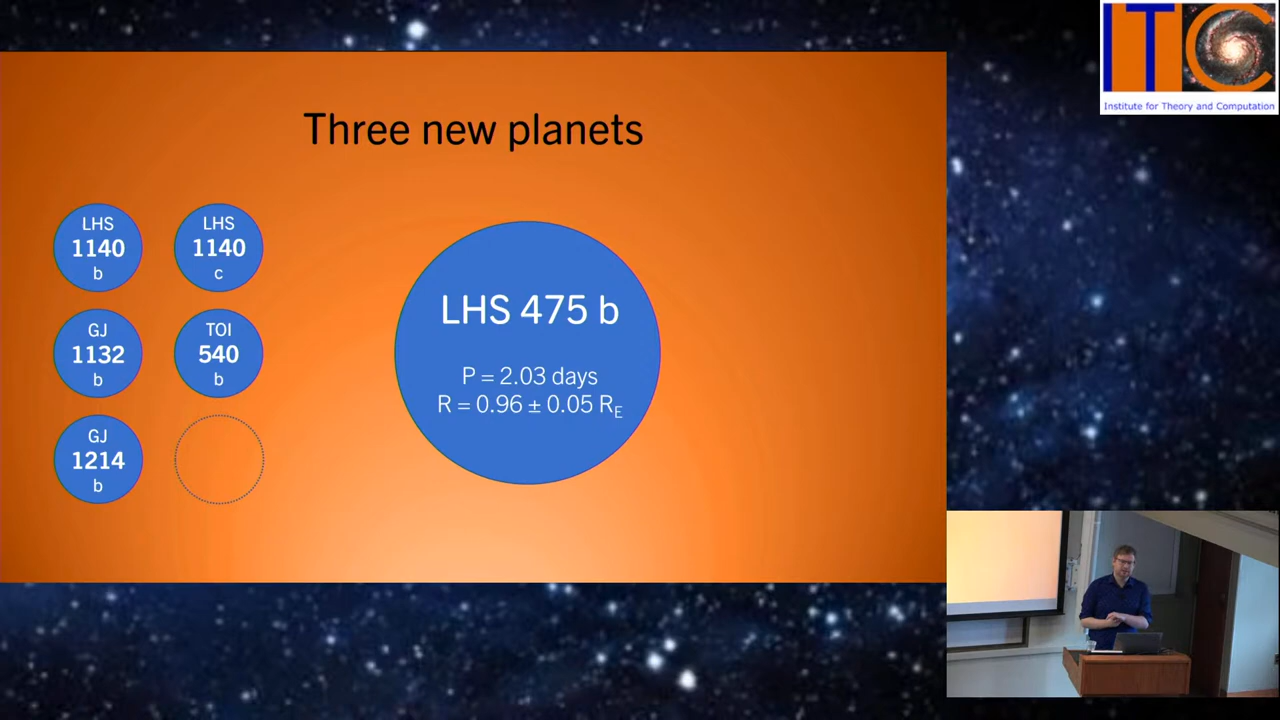 ITC
Institute for Theory and Computation
Three new planets
LHS
1140
b
LHS
1140
c
GJ
1132
b
TOI
540
b
GJ
1214
b
LHS 475 b
P = 2.03 days
R = 0.96 ± 0.05 R_E